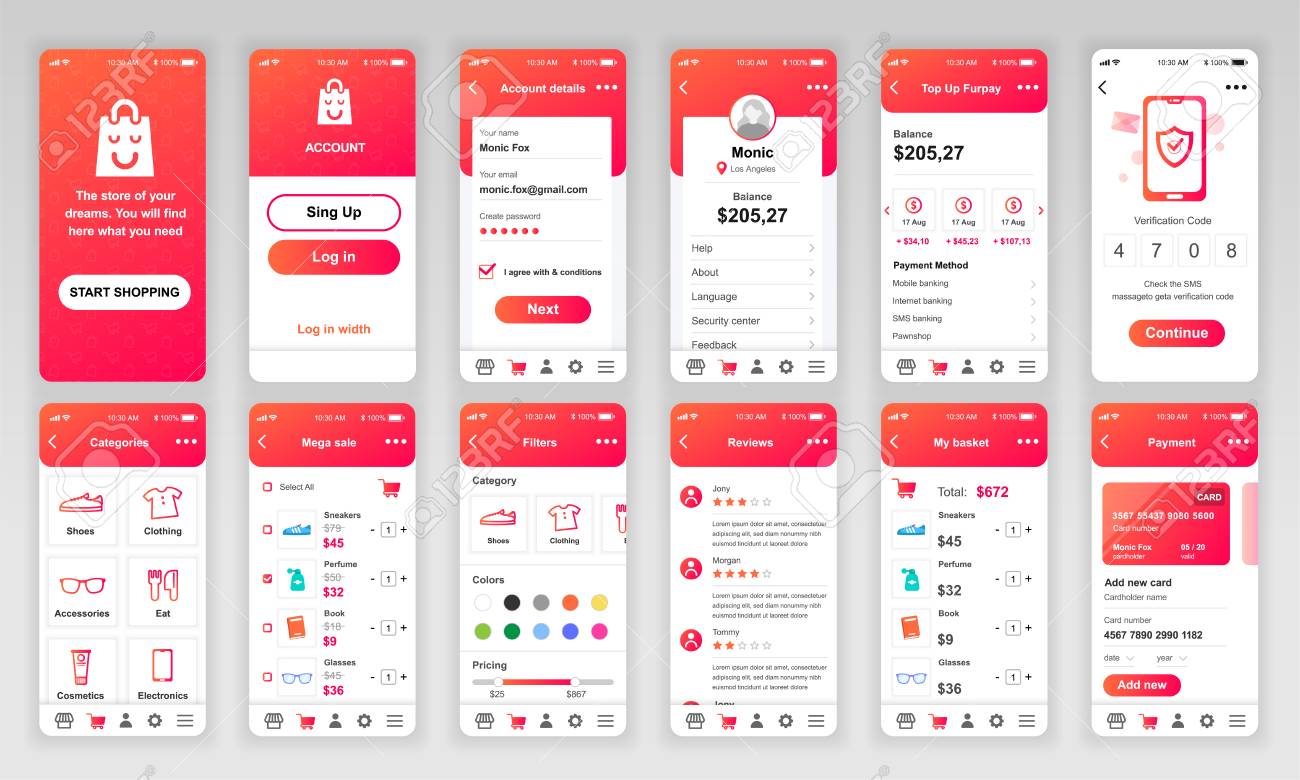 10:30 AM 100%
The store of your
dreams. You will find
here what you need
START SHOPPING
10:30 AM 100%
ACCOUNT
Sing Up
Log in
Log in width
10:30 AM 100%
Account details
Your name
Monic Fox
Your email
monic.fox@gmail.com
Create password
I agree with & conditions
Next
10:30 AM 100%
Monic
Los Angeles
Balance
$205,27
Help
About
Language
Security center
Feedback
10:30 AM 100%
Top Up Furpay
Balance
$205,27
17 Aug 17 Aug 17 Aug
+ $34,10 + $45,23 + $107,13
Payment Method
Mobile banking
Internet banking
SMS banking
Pawnshop
10:30 AM 100%
Verification Code
4 7 0 8
Check the SMS
massageto geta verification code
Continue
10:30 AM 100%
Categories
Shoes Clothing
Accessories Eat
Cosmetics Electronics
10:30 AM 100%
Mega sale
Select All
Sneakers
$79 - 1 +
$45
Perfume
$50 - 1 +
$32
Book
$18 - 1 +
$9
Glasses
$45 - 1 +
$36
10:30 AM 100%
Filters
Category
Shoes Clothing
Colors
Pricing
$25 $867
10:30 AM 100%
Reviews
Jony
Lorem ipsum dolor sit amet, consectetuer
adipiscing elit, sed diam nonummy nibh
euismod tincidunt ut laoreet dolore
Morgan
Lorem ipsum dolor sit amet, consectetuer
adipiscing elit, sed diam nonummy nibh
euismod tincidunt ut laoreet dolore
Tommy
Lorem ipsum dolor sit amet, consectetuer
adipiscing elit, sed diam nonummy nibh
euismod tincidunt ut laoreet dolore
Jony
10:30 AM 100%
My basket
Total: $672
Sneakers
$45 - 1 +
Perfume
$32 - 1 +
Book
$9 - 1 +
Glasses
$36 - 1 +
10:30 AM 100%
Payment
CARD
3567 55437 9080 5600
Card number
Monic Fox 05 / 20
cardholder valid
Add new card
Cardholder name
Card number
4567 7890 2990 1182
date year
Add new
123RF
123RF
123RF
123RF
123RF
123RF